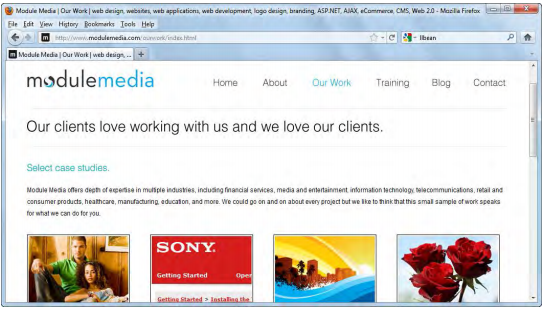 Module Media | Our Work | web design, websites, web applications, web development, logo design, branding, ASP.NET, AJAX, eCommerce, CMS, Web 2.0 - Mozilla Firefox
File Edit View History Bookmarks Tools Help
http://www.modulemedia.com/ourwork/index.html
Module Media | Our Work | web design, ...
modulemedia
Home About Our Work Training Blog Contact
Our clients love working with us and we love our clients.
Select case studies.
Module Media offers depth of expertise in multiple industries, including financial services, media and entertainment, information technology, telecommunications, retail and
consumer products, healthcare, manufacturing, education, and more. We could go on and on about every project but we like to think that this small sample of work speaks
for what we can do for you.
SONY
Getting Started Oper
Getting Started > Installing the